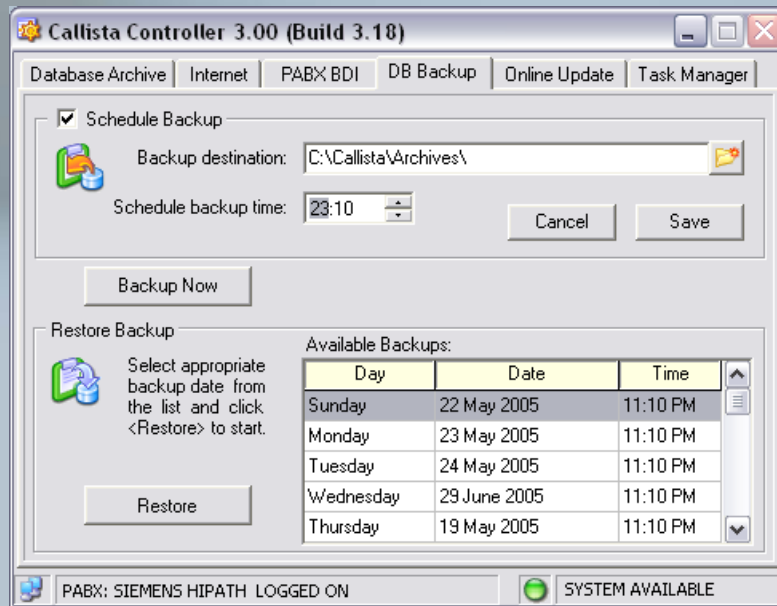 Callista Controller 3.00 (Build 3.18)
Database Archive Internet PABX BDI DB Backup Online Update Task Manager
Schedule Backup
Backup destination: C:\Callista\Archives\
Schedule backup time: 23:10
Cancel Save
Backup Now
Restore Backup
Select appropriate
backup date from
the list and click
<Restore> to start.
Restore
Available Backups:
Day Date Time
Sunday 22 May 2005 11:10 PM
Monday 23 May 2005 11:10 PM
Tuesday 24 May 2005 11:10 PM
Wednesday 29 June 2005 11:10 PM
Thursday 19 May 2005 11:10 PM
PABX: SIEMENS HIPATH LOGGED ON SYSTEM AVAILABLE